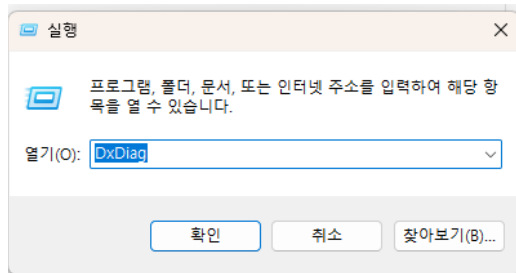 실행
프로그램, 폴더, 문서, 또는 인터넷 주소를 입력하여 해당 항
목을 열 수 있습니다.
열기(O): DxDiag
확인 취소 찾아보기(B)...